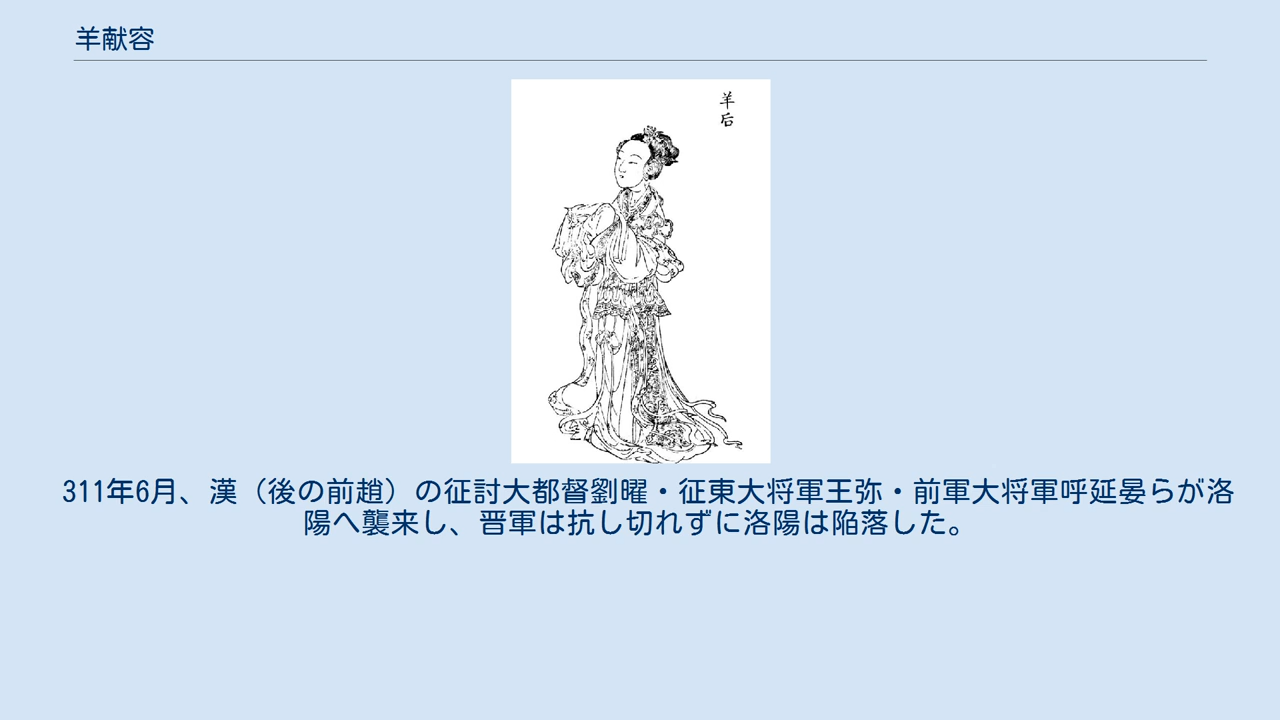 羊献容
羊后
311年6月、漢（後の前趙）の征討大都督劉曜・征東大将軍王弥・前軍大将軍呼延晏らが洛
陽へ襲来し、晋軍は抗し切れずに洛陽は陥落した。